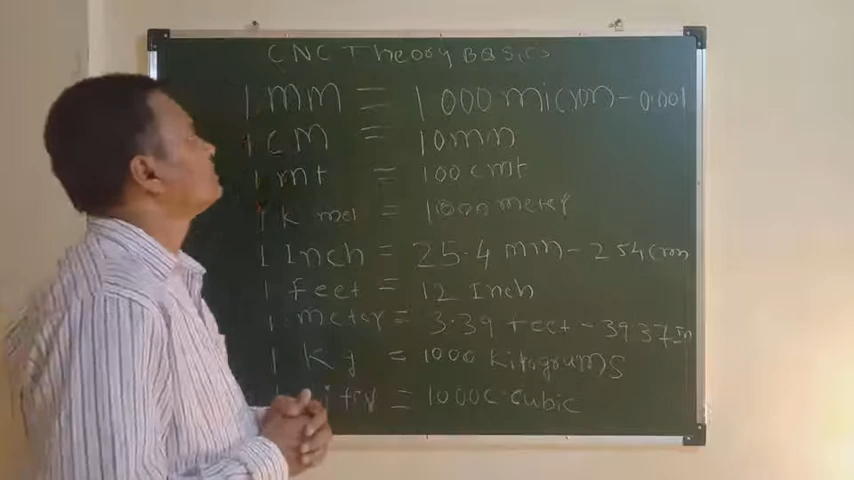 CNC Theory Basics
1 mm = 1000 micron - 0.001
1 cm = 10mm
1 mt = 100 cmt
1 k met = 1000 meter
1 Inch = 25.4 mm - 2.54 cm
1 Feet = 12 Inch
1 meter = 3.39 Feet - 39.37 In
1 Kg = 1000 Kilograms
= 1000 C.Cubic